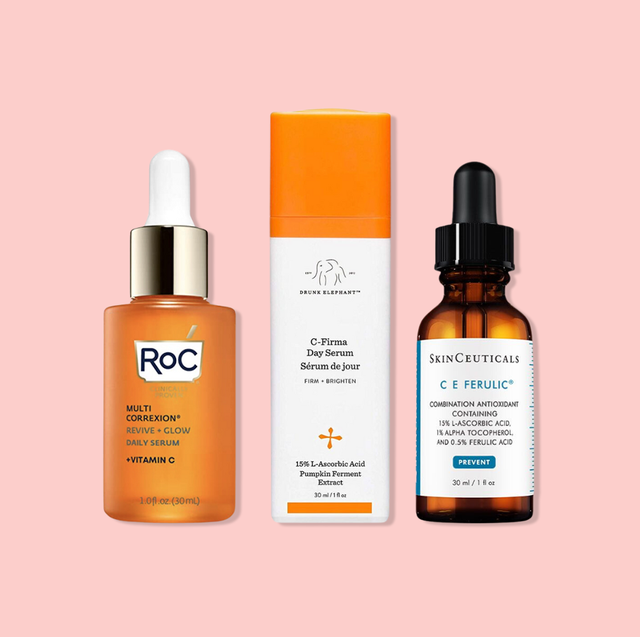 RoC
MULTI
CORREXION®
REVIVE + GLOW
DAILY SERUM
+VITAMIN C
1.0fl oz (30mL)
DRUNK ELEPHANT™
C-Firma
Day Serum
Sérum de jour
FIRM + BRIGHTEN
15% L-Ascorbic Acid
Pumpkin Ferment
Extract
30 ml / 1 fl oz
SKINCEUTICALS
C E FERULIC®
COMBINATION ANTIOXIDANT
CONTAINING
15% L-ASCORBIC ACID,
1% ALPHA TOCOPHEROL,
AND 0.5% FERULIC ACID
PREVENT
30 ml / 1 fl oz